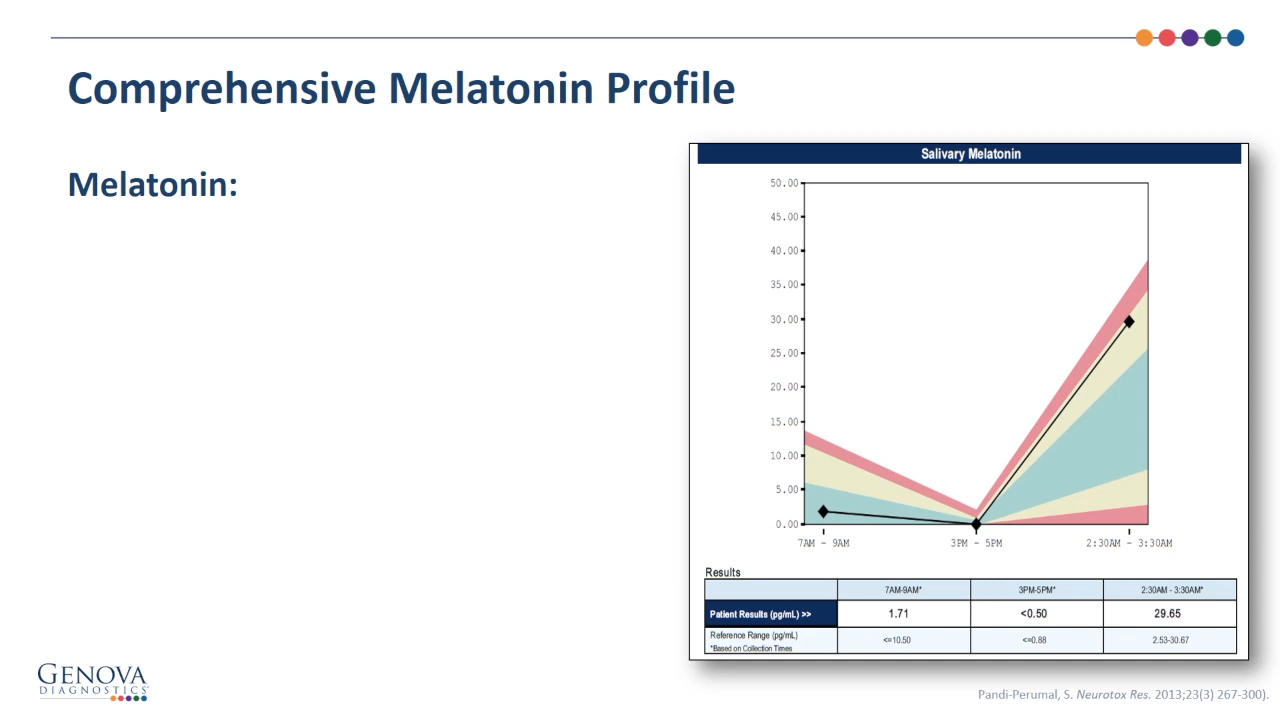 Comprehensive Melatonin Profile
Melatonin:
Salivary Melatonin
50.00
45.00
40.00
35.00
30.00
25.00
20.00
15.00
10.00
5.00
0.00
7AM - 9AM 3PM - 5PM 2:30AM - 3:30AM
Results
7AM-9AM* 3PM-5PM* 2:30AM - 3:30AM*
Patient Results (pg/mL) >> 1.71 <0.50 29.65
Reference Range (pg/mL) <=10.50 <=0.88 2.53-30.67
*Based on Collection Times
GENOVA
DIAGNOSTICS
Pandi-Perumal, S. Neurotox Res. 2013;23(3) 267-300).